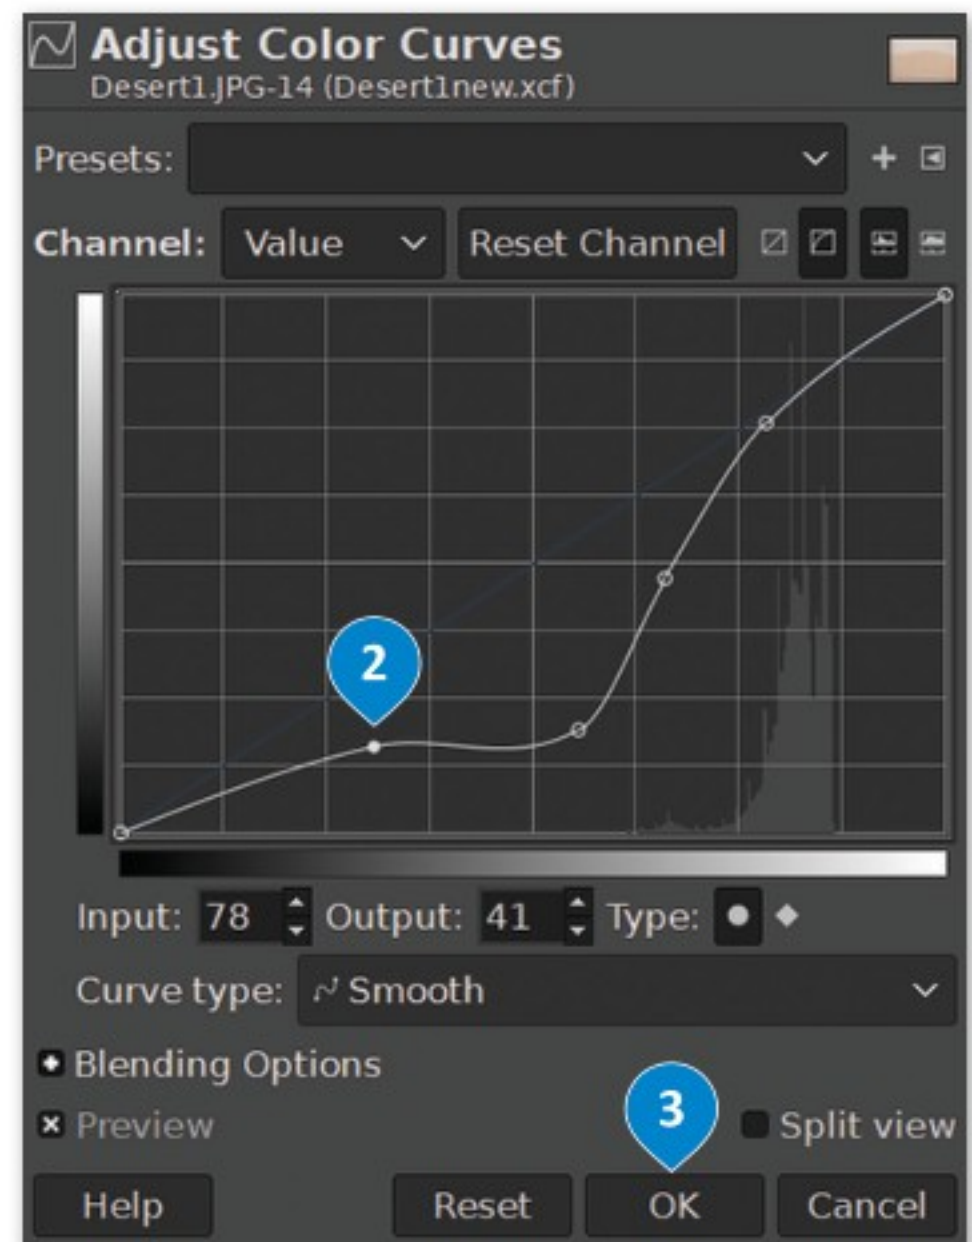 Adjust Color Curves
Desert1.JPG-14 (Desert1new.xcf)
Presets:
Channel: Value Reset Channel
2
Input: 78 Output: 41 Type:
Curve type: Smooth
Blending Options
3
Preview Split view
Help Reset OK Cancel